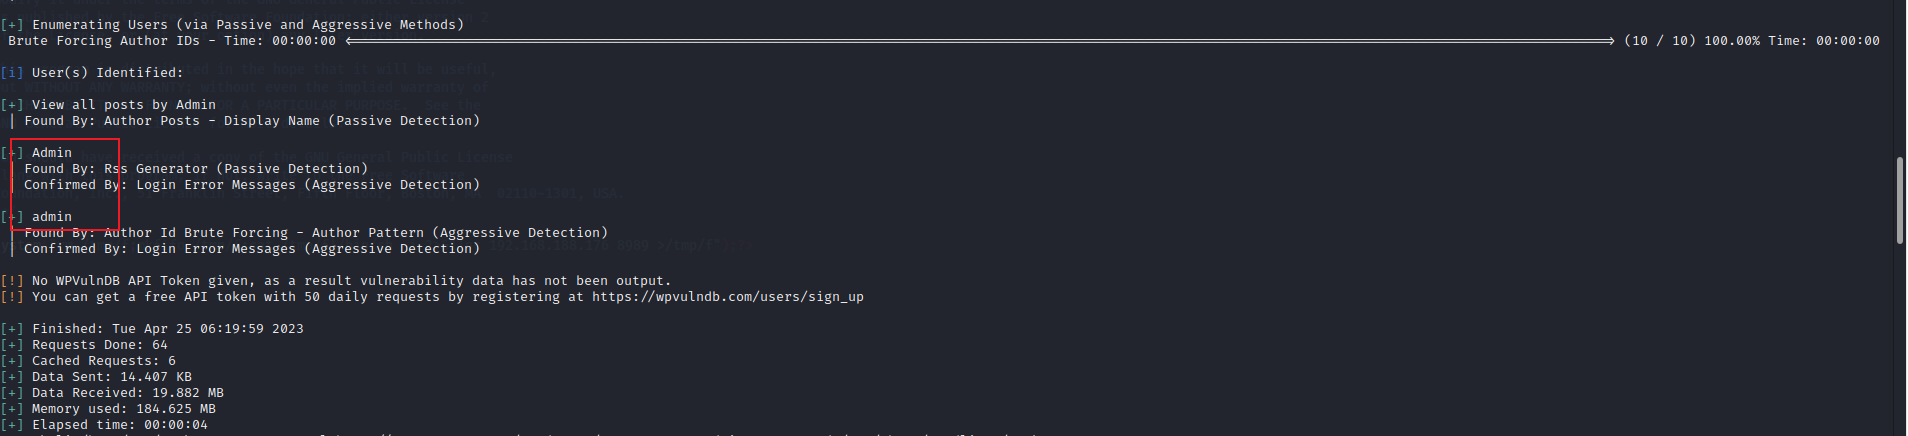 [+] Enumerating Users (via Passive and Aggressive Methods)
Brute Forcing Author IDs - Time: 00:00:00 <==> (10 / 10) 100.00% Time: 00:00:00
[i] User(s) Identified:
[+] View all posts by Admin
| Found By: Author Posts - Display Name (Passive Detection)
[+] Admin
| Found By: Rss Generator (Passive Detection)
| Confirmed By: Login Error Messages (Aggressive Detection)
[+] admin
| Found By: Author Id Brute Forcing - Author Pattern (Aggressive Detection)
| Confirmed By: Login Error Messages (Aggressive Detection)
[!] No WPVulnDB API Token given, as a result vulnerability data has not been output.
[!] You can get a free API token with 50 daily requests by registering at https://wpvulndb.com/users/sign_up
[+] Finished: Tue Apr 25 06:19:59 2023
[+] Requests Done: 64
[+] Cached Requests: 6
[+] Data Sent: 14.407 KB
[+] Data Received: 19.882 MB
[+] Memory used: 184.625 MB
[+] Elapsed time: 00:00:04